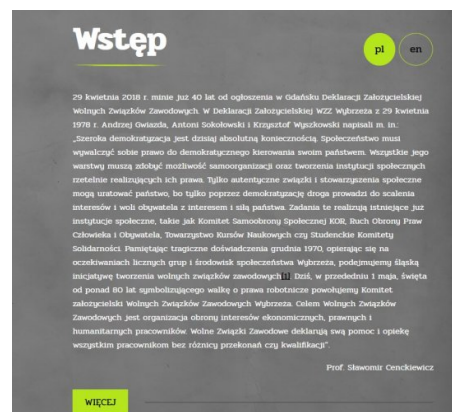 Wstęp
pl
en
29 kwietnia 2018 r. minie już 40 lat od ogłoszenia w Gdańsku Deklaracji Założycielskiej
Wolnych Związków Zawodowych. W Deklaracji Założycielskiej WZZ Wybrzeża z 29 kwietnia
1978 r. Andrzej Gwiazda, Antoni Sokołowski i Krzysztof Wyszkowski napisali m. in.:
„Szeroka demokratyzacja jest dzisiaj absolutną koniecznością. Społeczeństwo musi
wywalczyć sobie prawo do demokratycznego kierowania swoim państwem. Wszystkie jego
warstwy muszą zdobyć możliwość samoorganizacji oraz tworzenia instytucji społecznych
rzetelnie realizujących ich prawa. Tylko autentyczne związki i stowarzyszenia społeczne
mogą uratować państwo, bo tylko poprzez demokratyzację droga prowadzi do scalenia
interesów i woli obywatela z interesem i siłą państwa. Zadania te realizują istniejące już
instytucje społeczne, takie jak Komitet Samoobrony Społecznej KOR, Ruch Obrony Praw
Człowieka i Obywatela, Towarzystwo Kursów Naukowych czy Studenckie Komitety
Solidarności. Pamiętając tragiczne doświadczenia grudnia 1970, opierając się na
oczekiwaniach licznych grup i środowisk społeczeństwa Wybrzeża, podejmujemy śląską
inicjatywę tworzenia wolnych związków zawodowych[1]. Dziś, w przededniu 1 maja, święta
od ponad 80 lat symbolizującego walkę o prawa robotnicze powołujemy Komitet
założycielski Wolnych Związków Zawodowych Wybrzeża. Celem Wolnych Związków
Zawodowych jest organizacja obrony interesów ekonomicznych, prawnych i
humanitarnych pracowników. Wolne Związki Zawodowe deklarują swą pomoc i opiekę
wszystkim pracownikom bez różnicy przekonań czy kwalifikacji”.
Prof. Sławomir Cenckiewicz
WIĘCEJ